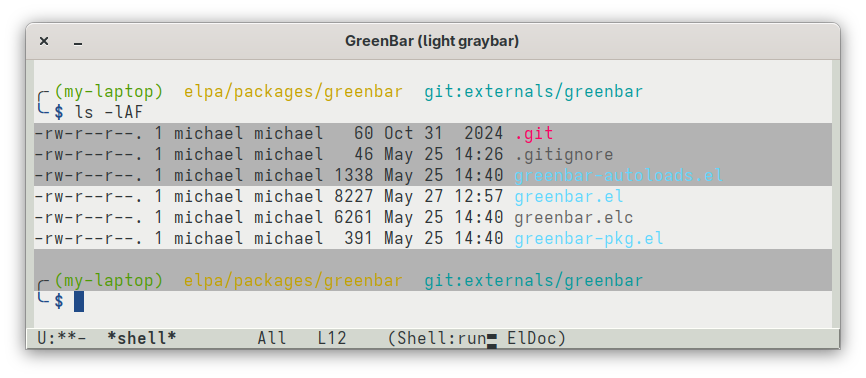 GreenBar (light graybar)
(my-laptop) elpa/packages/greenbar git:externals/greenbar
$ ls -lAF
-rw-r--r--. 1 michael michael   60 Oct 31  2024 .git
-rw-r--r--. 1 michael michael   46 May 25 14:26 .gitignore
-rw-r--r--. 1 michael michael 1338 May 25 14:40 greenbar-autoloads.el
-rw-r--r--. 1 michael michael 8227 May 27 12:57 greenbar.el
-rw-r--r--. 1 michael michael 6261 May 25 14:40 greenbar.elc
-rw-r--r--. 1 michael michael  391 May 25 14:40 greenbar-pkg.el
(my-laptop) elpa/packages/greenbar git:externals/greenbar
$
U:**- *shell* All L12 (Shell:run ElDoc)